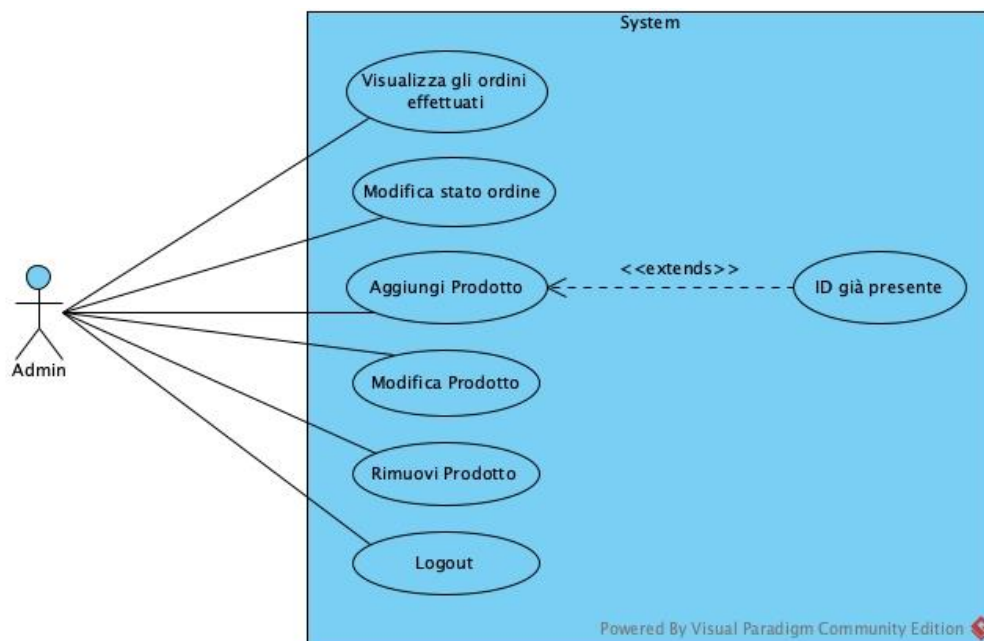 System
Visualizza gli ordini
effettuati
Modifica stato ordine
Aggiungi Prodotto
<<extends>>
ID già presente
Admin
Modifica Prodotto
Rimuovi Prodotto
Logout
Powered By Visual Paradigm Community Edition